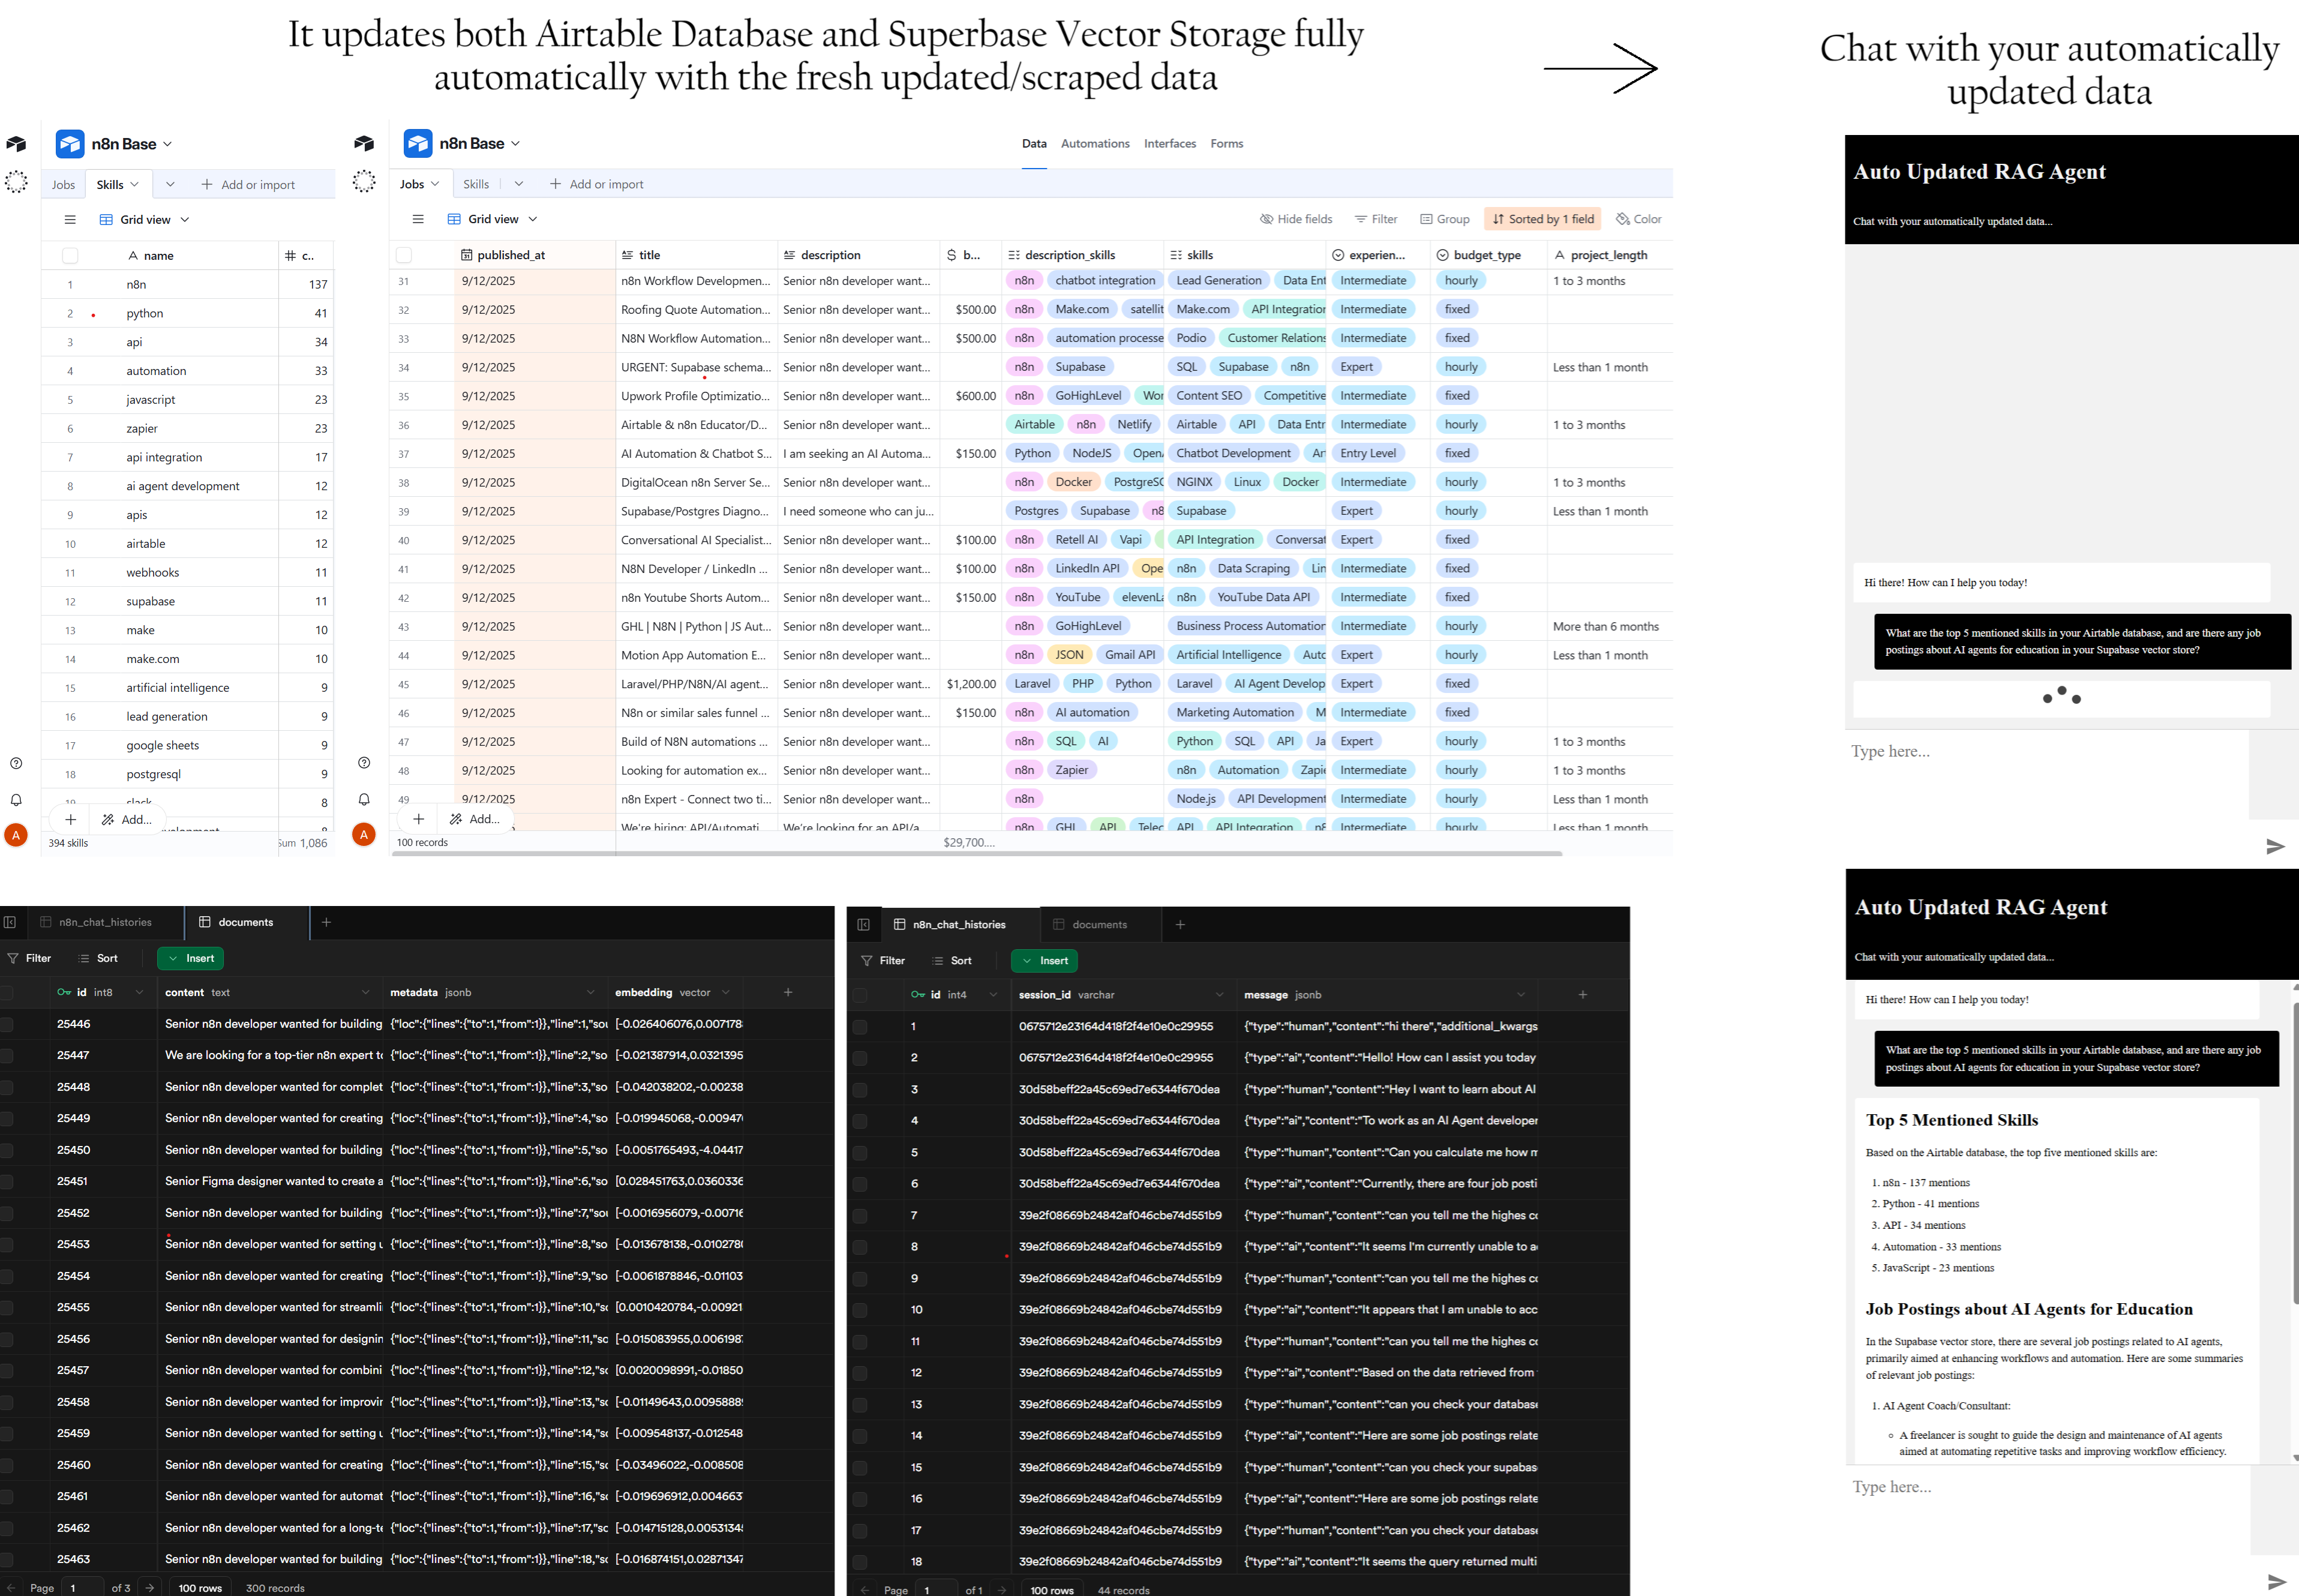 It updates both Airtable Database and Superbase Vector Storage fully
automatically with the fresh updated/scraped data
Chat with your automatically
updated data
n8n Base
Jobs
Skills
Add or import
Grid view
name
c..
1 n8n 137
2 python 41
3 api 34
4 automation 33
5 javascript 23
6 zapier 23
7 api integration 17
8 ai agent development 12
9 apis 12
10 airtable 12
11 webhooks 11
12 supabase 11
13 make 10
14 make.com 10
15 artificial intelligence 9
16 lead generation 9
17 google sheets 9
18 postgresql 9
19 slack 8
Add...
A
394 skills
Sum 1,086
n8n Base
Data Automations Interfaces Forms
Jobs
Skills
Add or import
Grid view
Hide fields Filter Group Sorted by 1 field Color
published_at title description b... description_skills skills experien... budget_type project_length
31 9/12/2025 n8n Workflow Developmen... Senior n8n developer want... n8n chatbot integration Lead Generation Data Ent Intermediate hourly 1 to 3 months
32 9/12/2025 Roofing Quote Automation... Senior n8n developer want... $500.00 n8n Make.com satellit Make.com API Integration Intermediate fixed
33 9/12/2025 N8N Workflow Automation... Senior n8n developer want... $500.00 n8n automation processe Podio Customer Relations Intermediate fixed
34 9/12/2025 URGENT: Supabase schema... Senior n8n developer want... n8n Supabase SQL Supabase n8n Expert hourly Less than 1 month
35 9/12/2025 Upwork Profile Optimizatio... Senior n8n developer want... $600.00 n8n GoHighLevel Wor Content SEO Competitive Intermediate fixed
36 9/12/2025 Airtable & n8n Educator/D... Senior n8n developer want... Airtable n8n Netlify Airtable API Data Entr Intermediate hourly 1 to 3 months
37 9/12/2025 AI Automation & Chatbot S... I am seeking an AI Automa... $150.00 Python NodeJS OpenA Chatbot Development Ar Entry Level fixed
38 9/12/2025 DigitalOcean n8n Server Se... Senior n8n developer want... n8n Docker PostgreSQ NGINX Linux Docker Intermediate hourly 1 to 3 months
39 9/12/2025 Supabase/Postgres Diagno... I need someone who can ju... Postgres Supabase n8 Supabase Expert hourly Less than 1 month
40 9/12/2025 Conversational AI Specialist... Senior n8n developer want... $100.00 n8n Retell AI Vapi API Integration Conversat Expert fixed
41 9/12/2025 N8N Developer / LinkedIn ... Senior n8n developer want... $100.00 n8n LinkedIn API Ope n8n Data Scraping Lin Intermediate fixed
42 9/12/2025 n8n Youtube Shorts Autom... Senior n8n developer want... $150.00 n8n YouTube elevenLa n8n YouTube Data API Intermediate fixed
43 9/12/2025 GHL | N8N | Python | JS Aut... Senior n8n developer want... n8n GoHighLevel Business Process Automation Intermediate hourly More than 6 months
44 9/12/2025 Motion App Automation E... Senior n8n developer want... n8n JSON Gmail API Artificial Intelligence Auto Expert hourly Less than 1 month
45 9/12/2025 Laravel/PHP/N8N/AI agent... Senior n8n developer want... $1,200.00 Laravel PHP Python Laravel AI Agent Develop Expert fixed
46 9/12/2025 N8n or similar sales funnel ... Senior n8n developer want... $150.00 n8n AI automation Marketing Automation M Intermediate fixed
47 9/12/2025 Build of N8N automations ... Senior n8n developer want... n8n SQL AI Python SQL API Ja Expert hourly 1 to 3 months
48 9/12/2025 Looking for automation ex... Senior n8n developer want... n8n Zapier n8n Automation Zapie Intermediate hourly 1 to 3 months
49 9/12/2025 n8n Expert - Connect two ti... Senior n8n developer want... n8n Node.js API Development Intermediate hourly Less than 1 month
We're hiring: API/Automati... We're looking for an API/a... n8n GHL API Telec API API Integration n8 Intermediate hourly Less than 1 month
Add...
A
100 records
$29,700....
Auto Updated RAG Agent
Chat with your automatically updated data...
Hi there! How can I help you today!
What are the top 5 mentioned skills in your Airtable database, and are there any job
postings about AI agents for education in your Supabase vector store?
Type here...
n8n_chat_histories
documents
Filter Sort Insert
id int8 content text metadata jsonb embedding vector
25446 Senior n8n developer wanted for building {"loc":{"lines":{"to":1,"from":1}},"line":1,"sou [-0.026406076,0.007178
25447 We are looking for a top-tier n8n expert to {"loc":{"lines":{"to":1,"from":1}},"line":2,"so [-0.021387914,0.0321395
25448 Senior n8n developer wanted for complet {"loc":{"lines":{"to":1,"from":1}},"line":3,"so [-0.042038202,-0.00238
25449 Senior n8n developer wanted for creating {"loc":{"lines":{"to":1,"from":1}},"line":4,"so [-0.019945068,-0.00947
25450 Senior n8n developer wanted for building {"loc":{"lines":{"to":1,"from":1}},"line":5,"so [-0.0051765493,-4.04417
25451 Senior Figma designer wanted to create a {"loc":{"lines":{"to":1,"from":1}},"line":6,"so [0.028451763,0.0360336
25452 Senior n8n developer wanted for building {"loc":{"lines":{"to":1,"from":1}},"line":7,"sou [-0.0016956079,-0.00716
25453 Senior n8n developer wanted for setting u {"loc":{"lines":{"to":1,"from":1}},"line":8,"so [-0.013678138,-0.010278
25454 Senior n8n developer wanted for creating {"loc":{"lines":{"to":1,"from":1}},"line":9,"so [-0.0061878846,-0.01103
25455 Senior n8n developer wanted for streamli {"loc":{"lines":{"to":1,"from":1}},"line":10,"sc [0.0010420784,-0.00921
25456 Senior n8n developer wanted for designin {"loc":{"lines":{"to":1,"from":1}},"line":11,"sc [-0.015083955,0.006198
25457 Senior n8n developer wanted for combini {"loc":{"lines":{"to":1,"from":1}},"line":12,"sc [0.0020098991,-0.01850
25458 Senior n8n developer wanted for improvin {"loc":{"lines":{"to":1,"from":1}},"line":13,"sc [-0.01149643,0.0095888
25459 Senior n8n developer wanted for setting u {"loc":{"lines":{"to":1,"from":1}},"line":14,"sc [-0.009548137,-0.012548
25460 Senior n8n developer wanted for creating {"loc":{"lines":{"to":1,"from":1}},"line":15,"sc [-0.03496022,-0.008508
25461 Senior n8n developer wanted for automat {"loc":{"lines":{"to":1,"from":1}},"line":16,"sc [-0.019696912,0.004663
25462 Senior n8n developer wanted for a long-te {"loc":{"lines":{"to":1,"from":1}},"line":17,"sc [-0.014715128,0.0053134
25463 Senior n8n developer wanted for building {"loc":{"lines":{"to":1,"from":1}},"line":18,"sc [-0.016874151,0.02871347
Page 1 of 3 100 rows 300 records
n8n_chat_histories
documents
Filter Sort Insert
id int4 session_id varchar message jsonb
1 0675712e23164d418f2f4e10e0c29955 {"type":"human","content":"hi there","additional_kwargs
2 0675712e23164d418f2f4e10e0c29955 {"type":"ai","content":"Hello! How can I assist you today
3 30d58beff22a45c69ed7e6344f670dea {"type":"human","content":"Hey I want to learn about AI
4 30d58beff22a45c69ed7e6344f670dea {"type":"ai","content":"To work as an AI Agent developer
5 30d58beff22a45c69ed7e6344f670dea {"type":"human","content":"Can you calculate me how m
6 30d58beff22a45c69ed7e6344f670dea {"type":"ai","content":"Currently, there are four job posti
7 39e2f08669b24842af046cbe74d551b9 {"type":"human","content":"can you tell me the highes co
8 39e2f08669b24842af046cbe74d551b9 {"type":"ai","content":"It seems I'm currently unable to a
9 39e2f08669b24842af046cbe74d551b9 {"type":"human","content":"can you tell me the highes co
10 39e2f08669b24842af046cbe74d551b9 {"type":"ai","content":"It appears that I am unable to acc
11 39e2f08669b24842af046cbe74d551b9 {"type":"human","content":"can you tell me the highes co
12 39e2f08669b24842af046cbe74d551b9 {"type":"ai","content":"Based on the data retrieved from
13 39e2f08669b24842af046cbe74d551b9 {"type":"human","content":"can you check your database
14 39e2f08669b24842af046cbe74d551b9 {"type":"ai","content":"Here are some job postings relate
15 39e2f08669b24842af046cbe74d551b9 {"type":"human","content":"can you check your supabas
16 39e2f08669b24842af046cbe74d551b9 {"type":"ai","content":"Here are some job postings relate
17 39e2f08669b24842af046cbe74d551b9 {"type":"human","content":"can you check your database
18 39e2f08669b24842af046cbe74d551b9 {"type":"ai","content":"It seems the query returned multi
Page 1 of 1 100 rows 44 records
Auto Updated RAG Agent
Chat with your automatically updated data...
Hi there! How can I help you today!
What are the top 5 mentioned skills in your Airtable database, and are there any job
postings about AI agents for education in your Supabase vector store?
Top 5 Mentioned Skills
Based on the Airtable database, the top five mentioned skills are:
1. n8n - 137 mentions
2. Python - 41 mentions
3. API - 34 mentions
4. Automation - 33 mentions
5. JavaScript - 23 mentions
Job Postings about AI Agents for Education
In the Supabase vector store, there are several job postings related to AI agents,
primarily aimed at enhancing workflows and automation. Here are some summaries
of relevant job postings:
1. AI Agent Coach/Consultant:
A freelancer is sought to guide the design and maintenance of AI agents
aimed at automating repetitive tasks and improving workflow efficiency.
Type here...